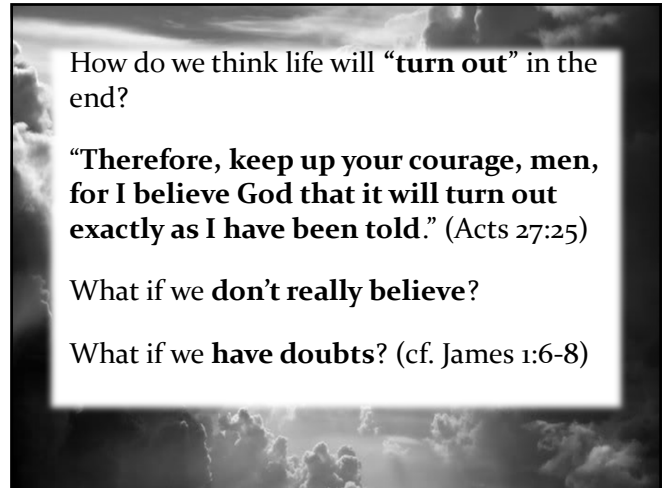 How do we think life will “turn out” in the
end?
“Therefore, keep up your courage, men,
for I believe God that it will turn out
exactly as I have been told.” (Acts 27:25)
What if we don’t really believe?
What if we have doubts? (cf. James 1:6-8)